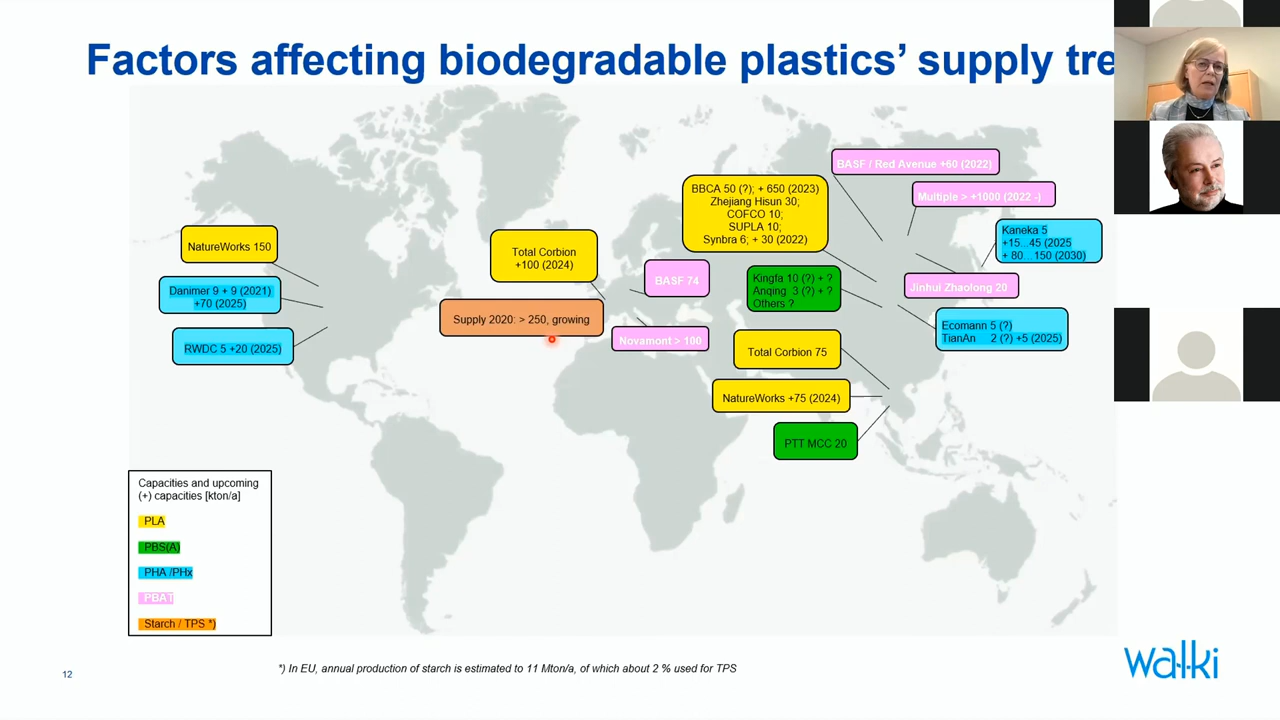 Factors affecting biodegradable plastics’ supply tre
BASF / Red Avenue +60 (2022)
BBCA 50 (?); + 650 (2023)
Zhejiang Hisun 30;
COFCO 10;
SUPLA 10;
Synbra 6; + 30 (2022)
Multiple > +1000 (2022 -)
NatureWorks 150
Total Corbion
+100 (2024)
Kaneka 5
+15...45 (2025
+ 80...150 (2030)
BASF 74
Kingfa 10 (?) + ?
Anqing 3 (?) + ?
Others ?
Jinhui Zhaolong 20
Danimer 9 + 9 (2021)
+70 (2025)
Supply 2020: > 250, growing
Novamont > 100
Ecomann 5 (?)
TianAn 2 (?) +5 (2025)
RWDC 5 +20 (2025)
Total Corbion 75
NatureWorks +75 (2024)
PTT MCC 20
Capacities and upcoming
(+) capacities [kton/a]
PLA
PBS(A)
PHA /PHx
PBAT
Starch / TPS *)
*) In EU, annual production of starch is estimated to 11 Mton/a, of which about 2 % used for TPS
12
walki